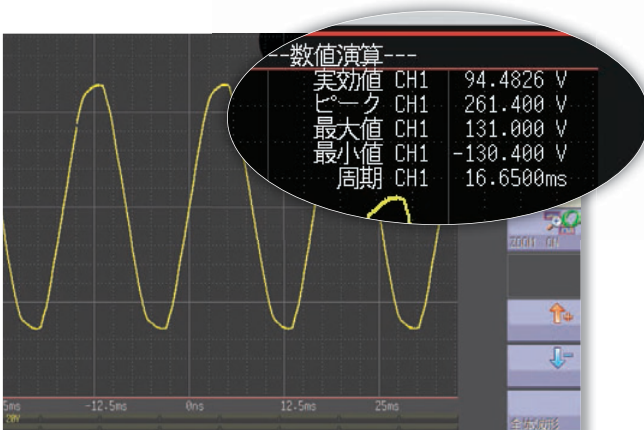 --数値演算---
実効値 CH1 94.4826 V
ピーク CH1 261.400 V
最大値 CH1 131.000 V
最小値 CH1 -130.400 V
周期 CH1 16.6500ms
ZOOM ON
5ms -12.5ms 0ns 12.5ms 25ms
20V
全波形